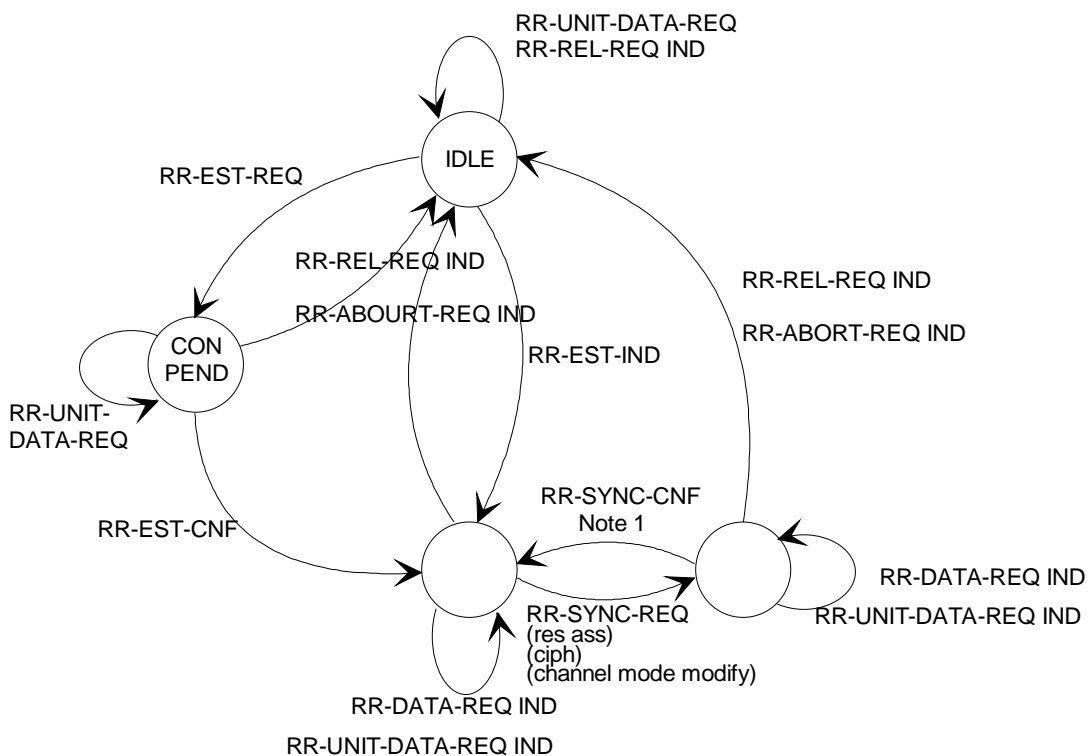 RR-UNIT-DATA-REQ
RR-REL-REQ IND
IDLE
RR-EST-REQ
RR-REL-REQ IND
RR-ABOURT-REQ IND
RR-REL-REQ IND
RR-ABORT-REQ IND
CON
PEND
RR-EST-IND
RR-UNIT-
DATA-REQ
RR-EST-CNF
RR-SYNC-CNF
Note 1
RR-DATA-REQ IND
RR-UNIT-DATA-REQ IND
RR-SYNC-REQ
(res ass)
(ciph)
(channel mode modify)
RR-DATA-REQ IND
RR-UNIT-DATA-REQ IND